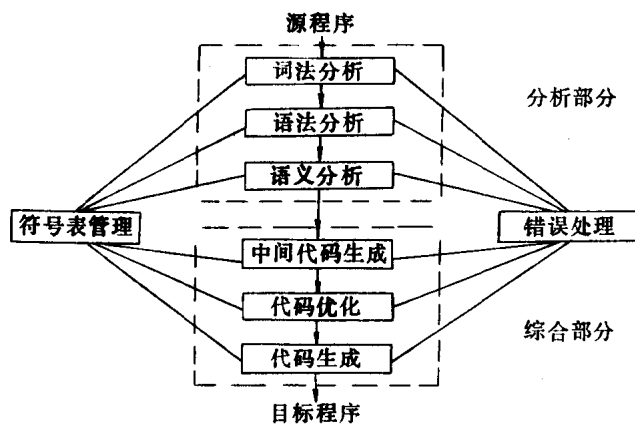 源程序
词法分析
分析部分
语法分析
语义分析
符号表管理
错误处理
中间代码生成
代码优化
综合部分
代码生成
目标程序